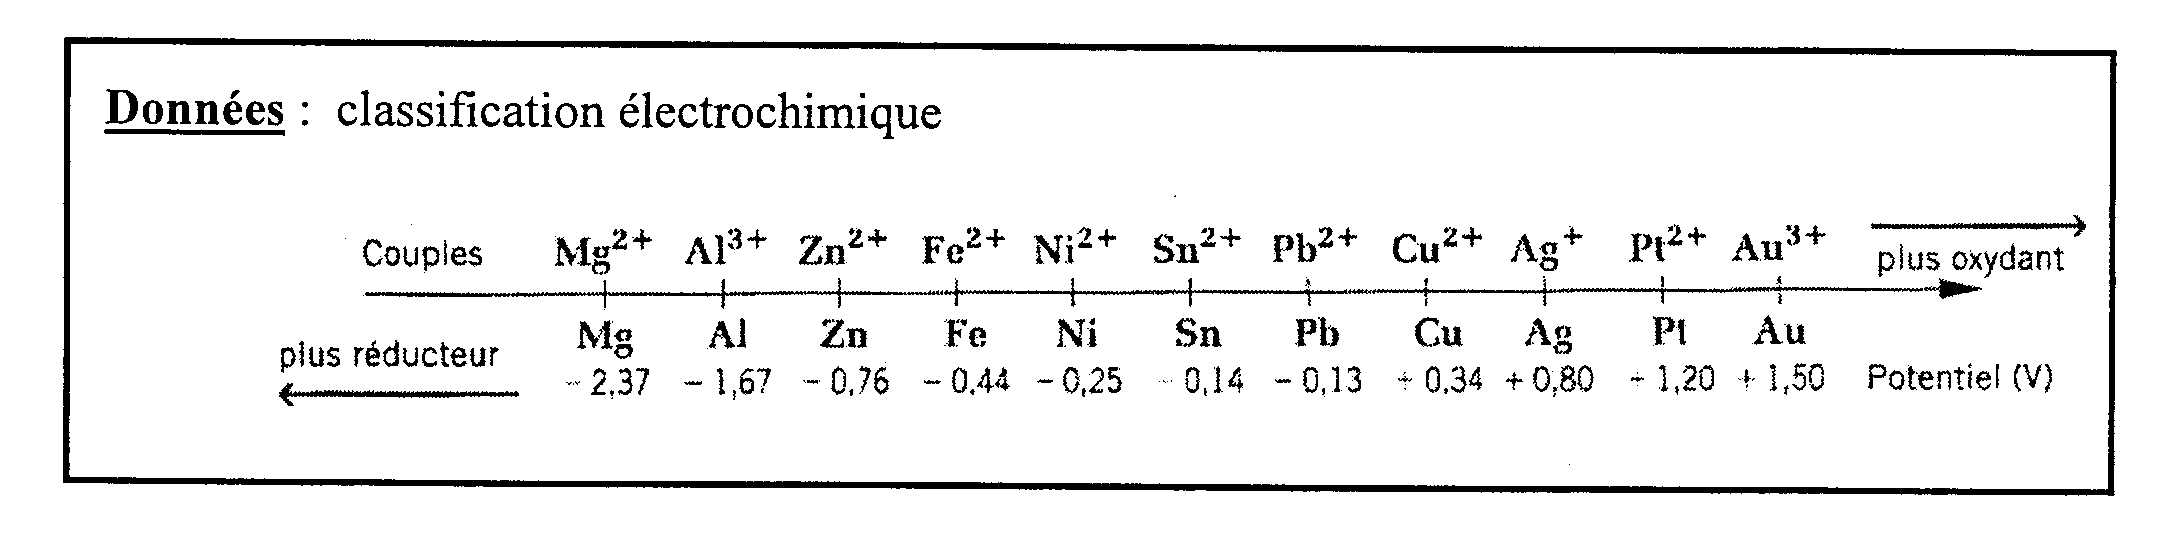 Données : classification électrochimique
Couples Mg²⁺ Al³⁺ Zn²⁺ Fe²⁺ Ni²⁺ Sn²⁺ Pb²⁺ Cu²⁺ Ag⁺ Pt²⁺ Au³⁺ plus oxydant
plus réducteur Mg Al Zn Fe Ni Sn Pb Cu Ag Pt Au
- 2,37 - 1,67 - 0,76 - 0,44 - 0,25 - 0,14 - 0,13 + 0,34 + 0,80 + 1,20 + 1,50 Potentiel (V)